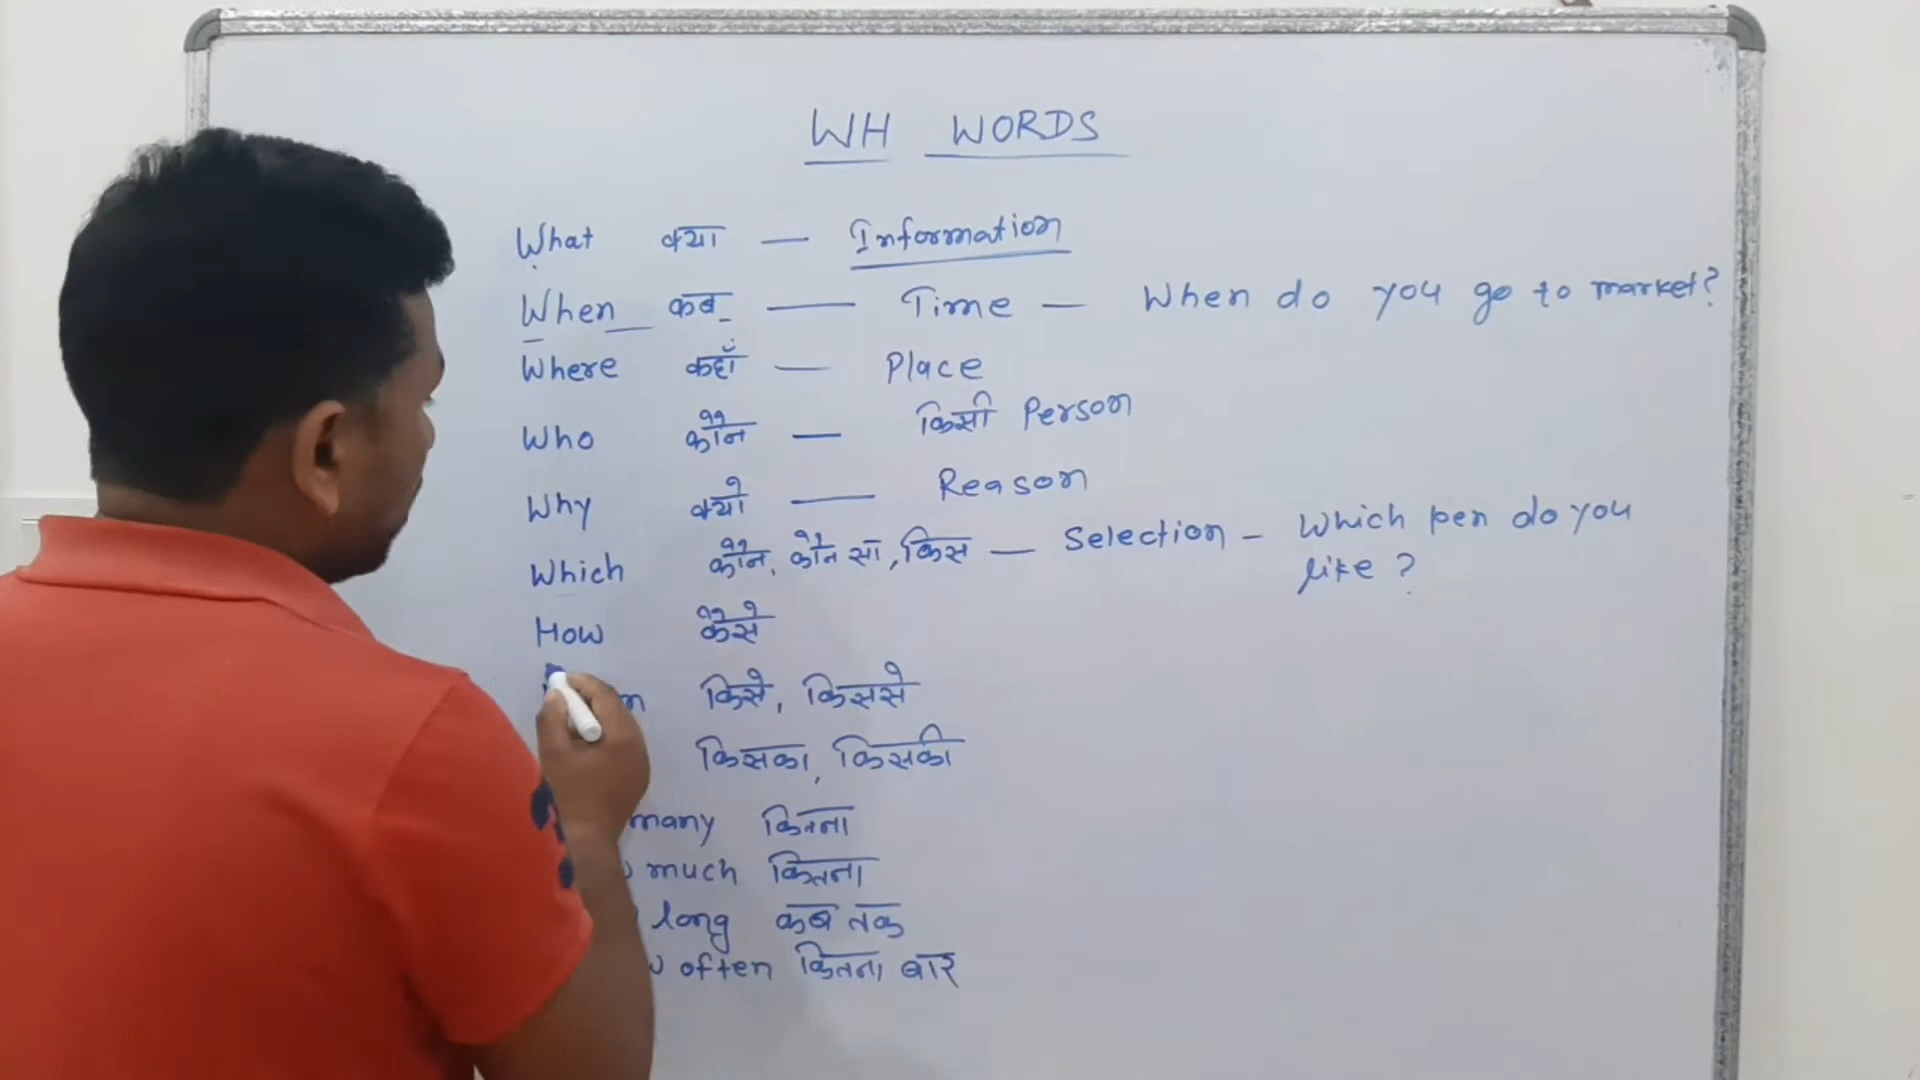 WH WORDS
What क्या — Information
When कब — Time — When do you go to market?
Where कहाँ — Place
Who कौन — किसी Person
Why क्यो — Reason
Which कौन, कौन सा, किस — Selection - Which pen do you
like ?
How कैसे
किसे, किससे
किसका, किसकी
many कितना
much कितना
long कब तक
often कितना बार